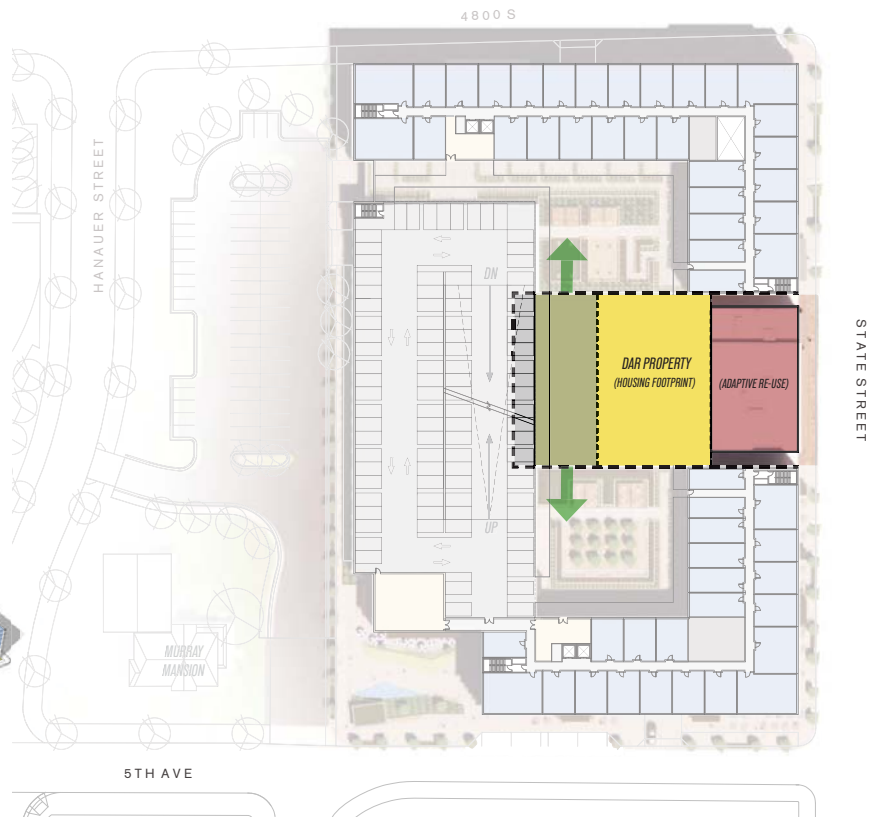 4800 S
HANAUER STREET
DN
DAR PROPERTY
(HOUSING FOOTPRINT)
(ADAPTIVE RE-USE)
STATE STREET
UP
MURRAY
MANSION
5TH AVE